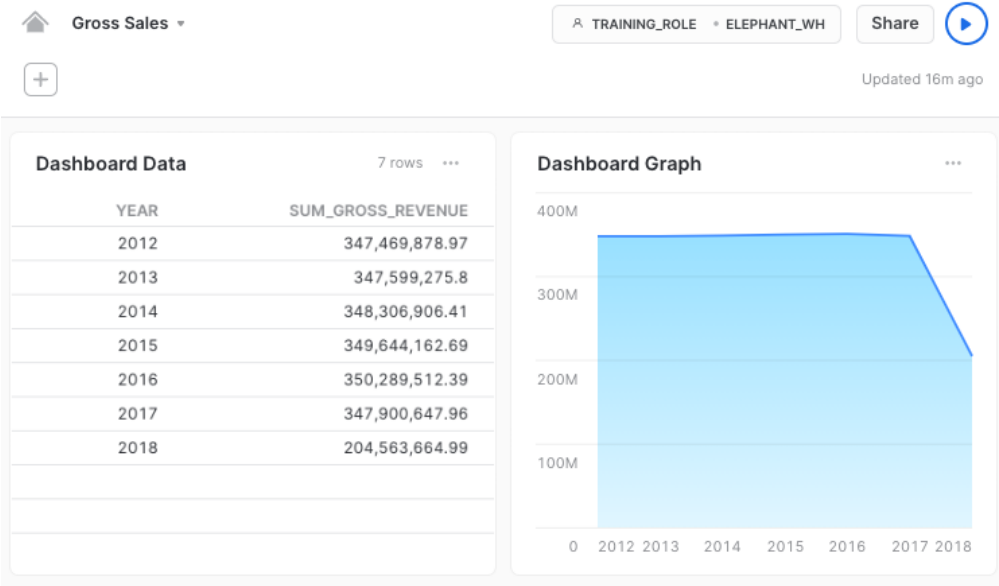 Gross Sales
TRAINING_ROLE • ELEPHANT_WH
Share
Updated 16m ago
Dashboard Data
7 rows
YEAR SUM_GROSS_REVENUE
2012 347,469,878.97
2013 347,599,275.8
2014 348,306,906.41
2015 349,644,162.69
2016 350,289,512.39
2017 347,900,647.96
2018 204,563,664.99
Dashboard Graph
400M
300M
200M
100M
0 2012 2013 2014 2015 2016 2017 2018